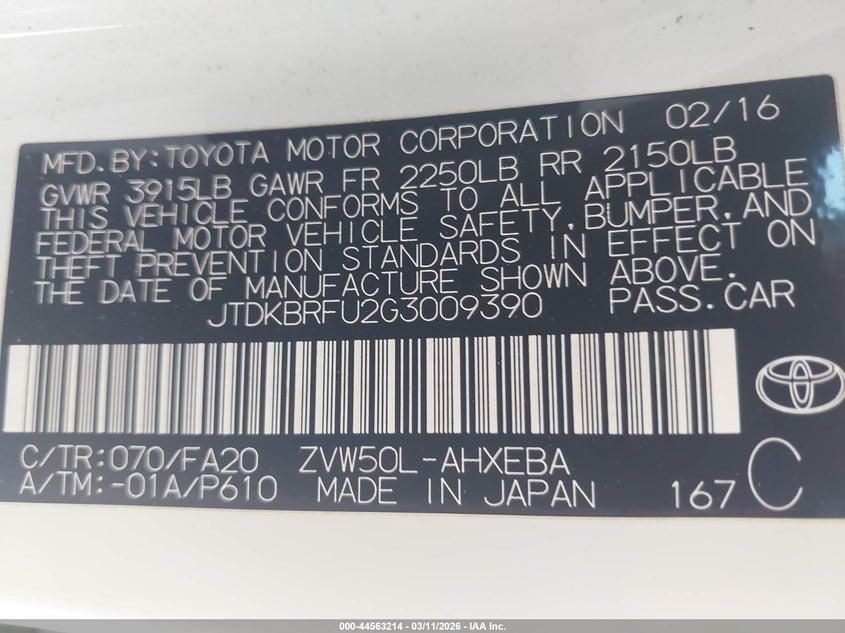 MFD. BY: TOYOTA MOTOR CORPORATION 02/16
GVWR 3915LB GAWR FR 2250LB RR 2150LB
THIS VEHICLE CONFORMS TO ALL APPLICABLE
FEDERAL MOTOR VEHICLE SAFETY, BUMPER, AND
THEFT PREVENTION STANDARDS IN EFFECT ON
THE DATE OF MANUFACTURE SHOWN ABOVE.
JTDKBRFU2G3009390 PASS. CAR
C/TR: 070/FA20 ZVW50L-AHXEBA
A/TM: -01A/P610 MADE IN JAPAN 167 C
000-44563214 - 03/11/2026 - IAA Inc.